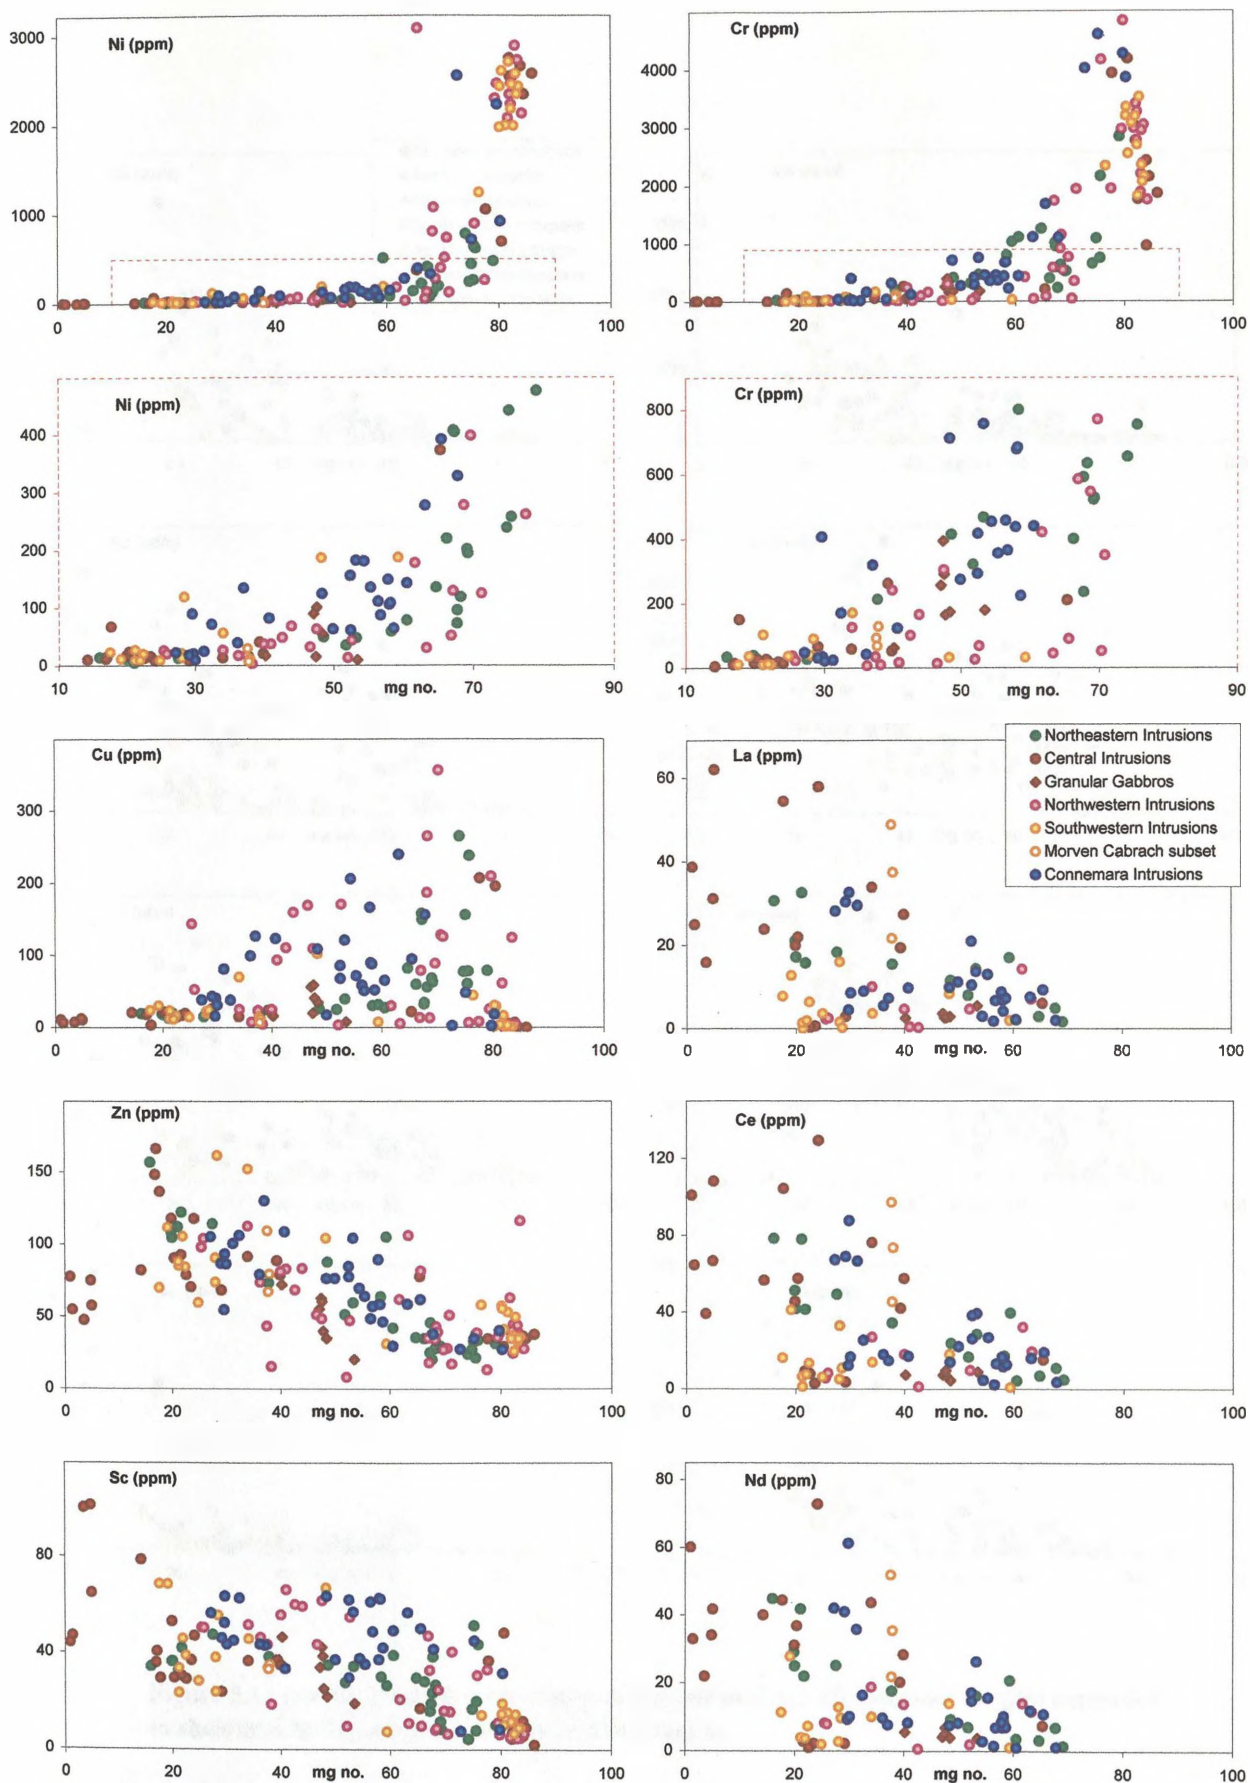 Ni (ppm)
3000
2000
1000
0
0 20 40 60 80 100
Cr (ppm)
4000
3000
2000
1000
0
0 20 40 60 80 100
Ni (ppm)
400
300
200
100
0
10 30 50 mg no. 70 90
Cr (ppm)
800
600
400
200
0
10 30 50 mg no. 70 90
Cu (ppm)
300
200
100
0
0 20 40 mg no. 60 80 100
La (ppm)
60
40
20
0
0 20 40 mg no. 60 80 100
Northeastern Intrusions
Central Intrusions
Granular Gabbros
Northwestern Intrusions
Southwestern Intrusions
Morven Cabrach subset
Connemara Intrusions
Zn (ppm)
150
100
50
0
0 20 40 mg no. 60 80 100
Ce (ppm)
120
80
40
0
0 20 40 mg no. 60 80 100
Sc (ppm)
80
40
0
0 20 40 mg no. 60 80 100
Nd (ppm)
80
60
40
20
0
0 20 40 mg no. 60 80 100